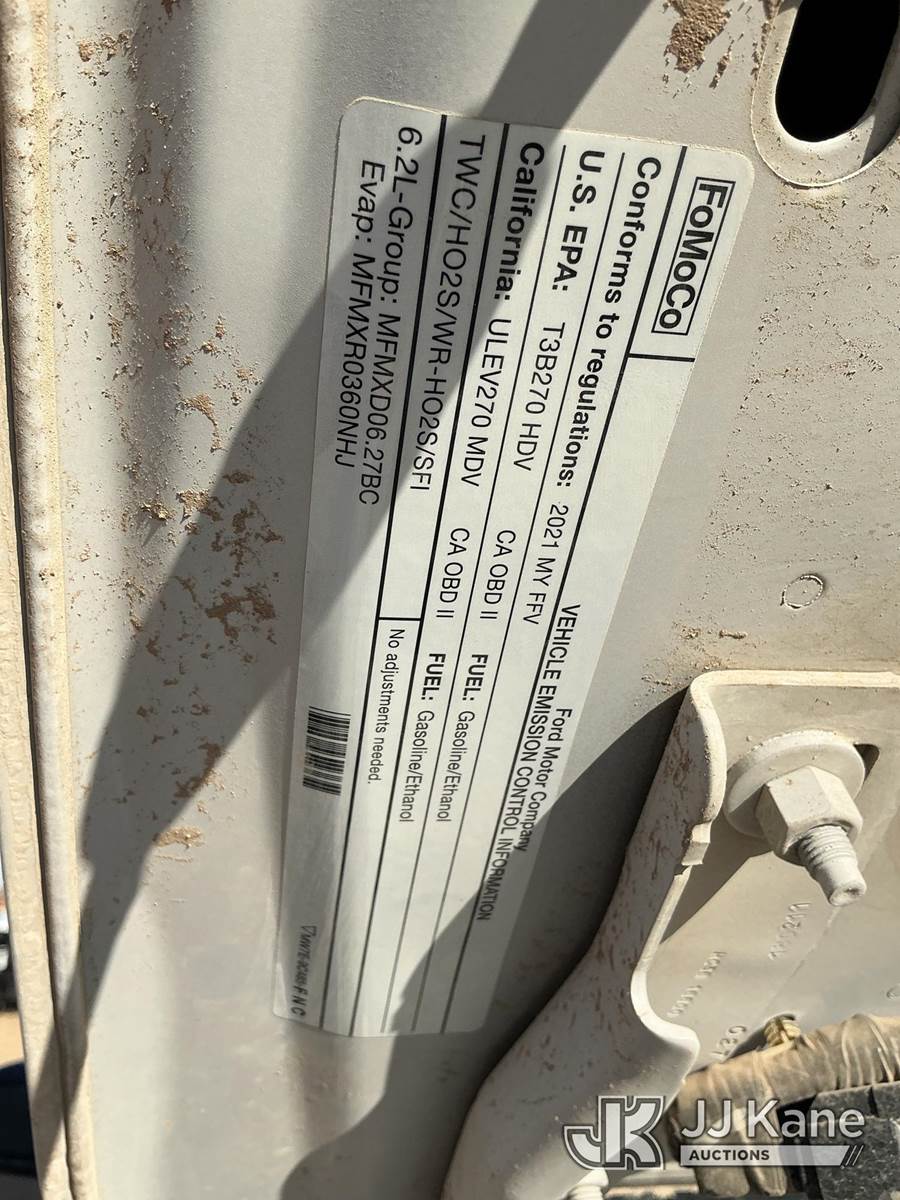 FoMoCo
Ford Motor Company
VEHICLE EMISSION CONTROL INFORMATION
Conforms to regulations: 2021 MY FFV
U.S. EPA: T3B270 HDV CA OBD II FUEL: Gasoline/Ethanol
California: ULEV270 MDV CA OBD II FUEL: Gasoline/Ethanol
TWC/HO2S/WR-HO2S/SFI
No adjustments needed.
6.2L-Group: MFMXD06.27BC
Evap: MFMXR0360NHJ
JK JJ Kane
AUCTIONS